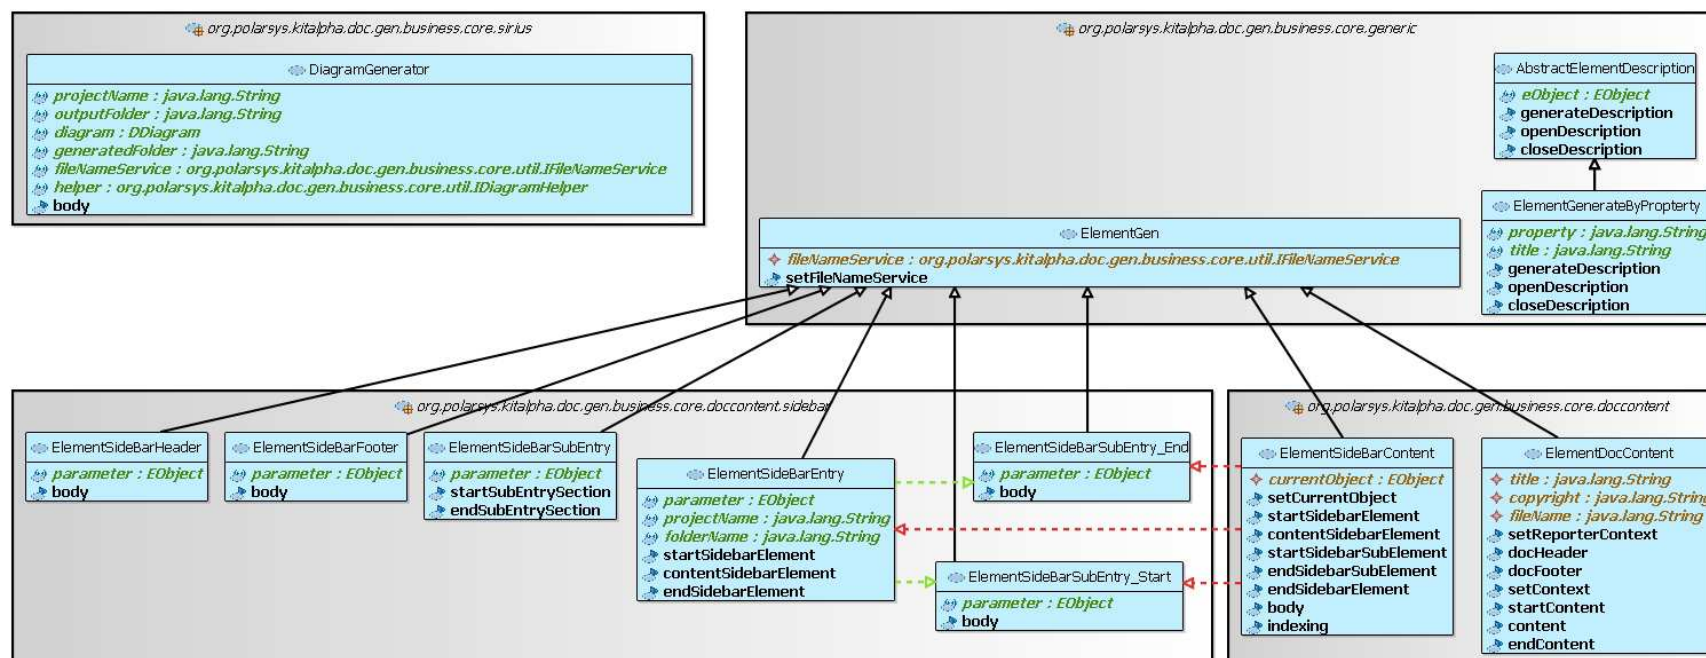 org.polarsys.kitalpha.doc.gen.business.core.sirius
DiagramGenerator
projectName : java.lang.String
outputFolder : java.lang.String
diagram : DDiagram
generatedFolder : java.lang.String
fileNameService : org.polarsys.kitalpha.doc.gen.business.core.util.IFileNameService
helper : org.polarsys.kitalpha.doc.gen.business.core.util.IDiagramHelper
body
org.polarsys.kitalpha.doc.gen.business.core.generic
AbstractElementDescription
eObject : EObject
generateDescription
openDescription
closeDescription
ElementGenerateByPropterty
property : java.lang.String
title : java.lang.String
generateDescription
openDescription
closeDescription
ElementGen
fileNameService : org.polarsys.kitalpha.doc.gen.business.core.util.IFileNameService
setFileNameService
org.polarsys.kitalpha.doc.gen.business.core.doccontent.sidebar
ElementSideBarHeader
parameter : EObject
body
ElementSideBarFooter
parameter : EObject
body
ElementSideBarSubEntry
parameter : EObject
startSubEntrySection
endSubEntrySection
ElementSideBarEntry
parameter : EObject
projectName : java.lang.String
folderName : java.lang.String
startSidebarElement
contentSidebarElement
endSidebarElement
ElementSideBarSubEntry_End
parameter : EObject
body
ElementSideBarSubEntry_Start
parameter : EObject
body
org.polarsys.kitalpha.doc.gen.business.core.doccontent
ElementSideBarContent
currentObject : EObject
setCurrentObject
startSidebarElement
contentSidebarElement
startSidebarSubElement
endSidebarSubElement
endSidebarElement
body
indexing
ElementDocContent
title : java.lang.String
copyright : java.lang.String
fileName : java.lang.String
setReporterContext
docHeader
docFooter
setContext
startContent
content
endContent